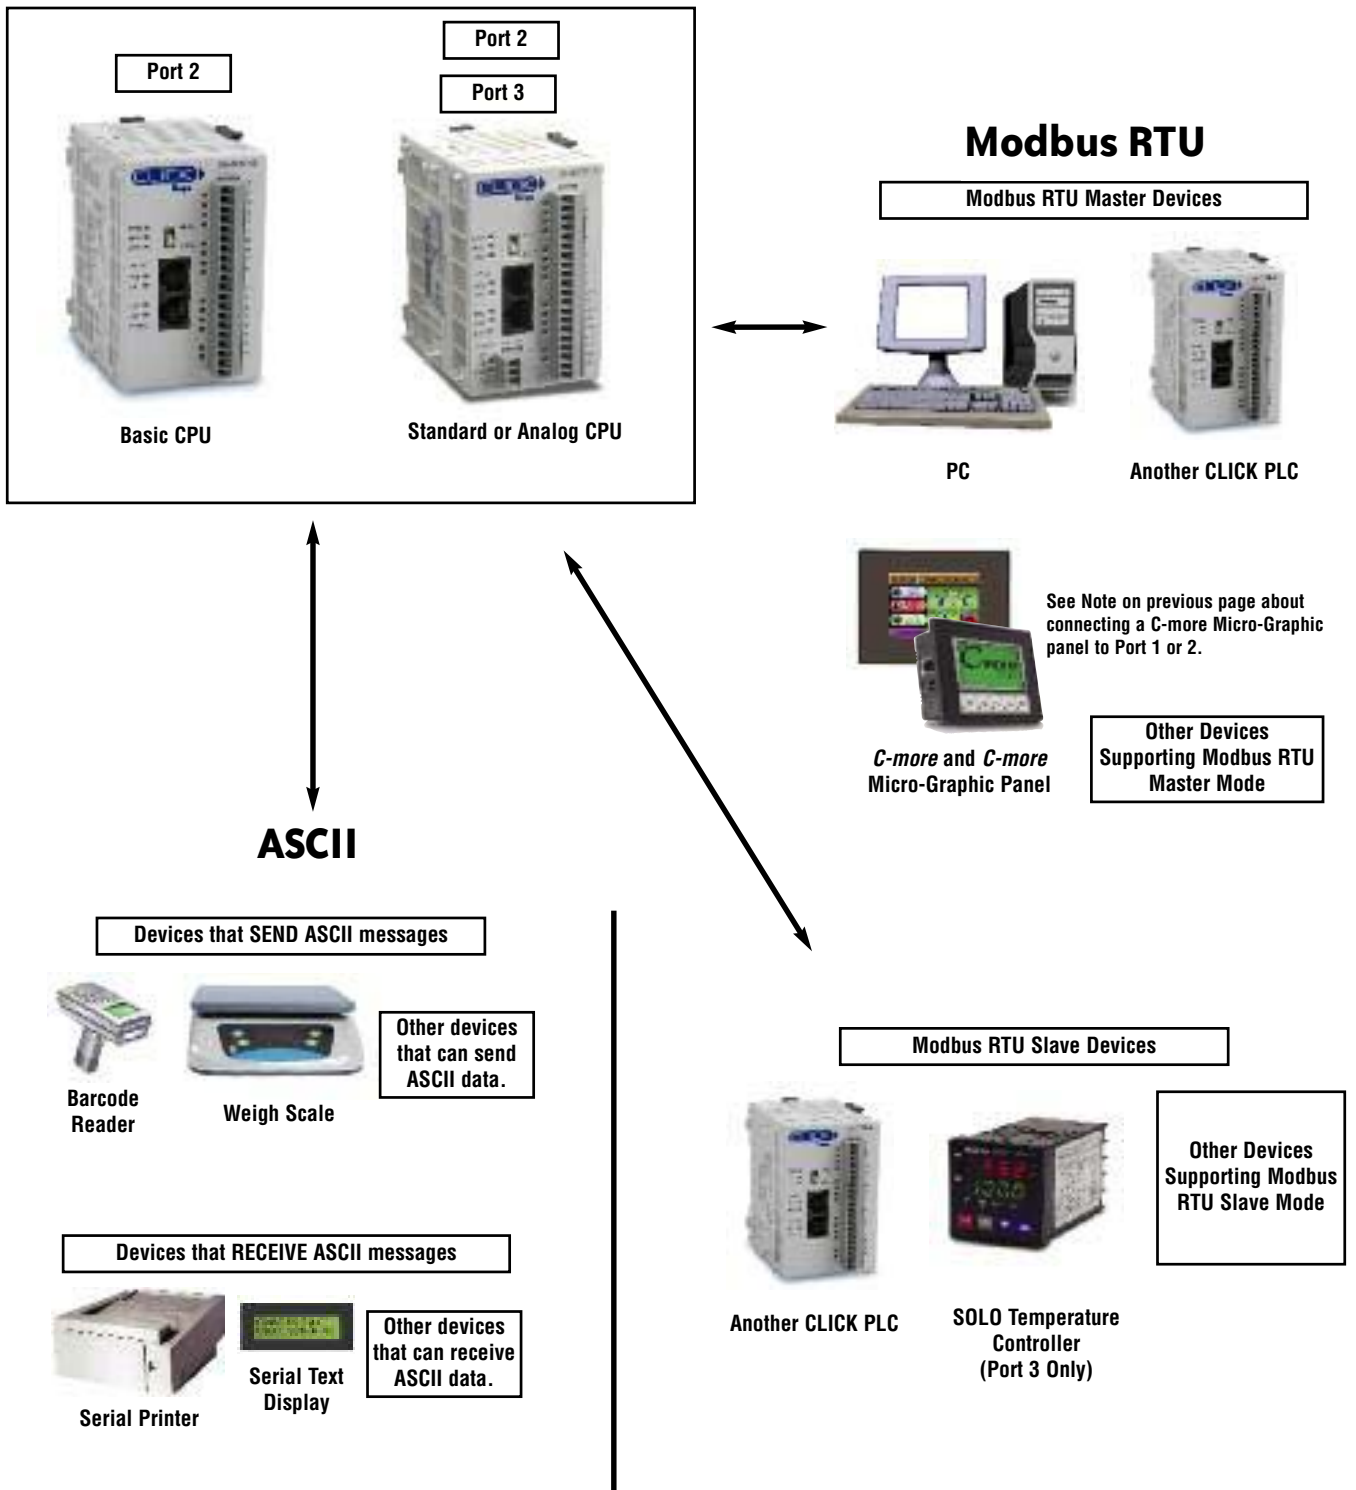 Port 2
Port 2
Port 3
CLICK
CLICK
Basic CPU
Standard or Analog CPU
Modbus RTU
Modbus RTU Master Devices
PC
Another CLICK PLC
See Note on previous page about
connecting a C-more Micro-Graphic
panel to Port 1 or 2.
C-more and C-more
Micro-Graphic Panel
Other Devices
Supporting Modbus RTU
Master Mode
ASCII
Devices that SEND ASCII messages
Barcode
Reader
Weigh Scale
Other devices
that can send
ASCII data.
Devices that RECEIVE ASCII messages
Serial Printer
Serial Text
Display
Other devices
that can receive
ASCII data.
Modbus RTU Slave Devices
Another CLICK PLC
SOLO Temperature
Controller
(Port 3 Only)
Other Devices
Supporting Modbus
RTU Slave Mode